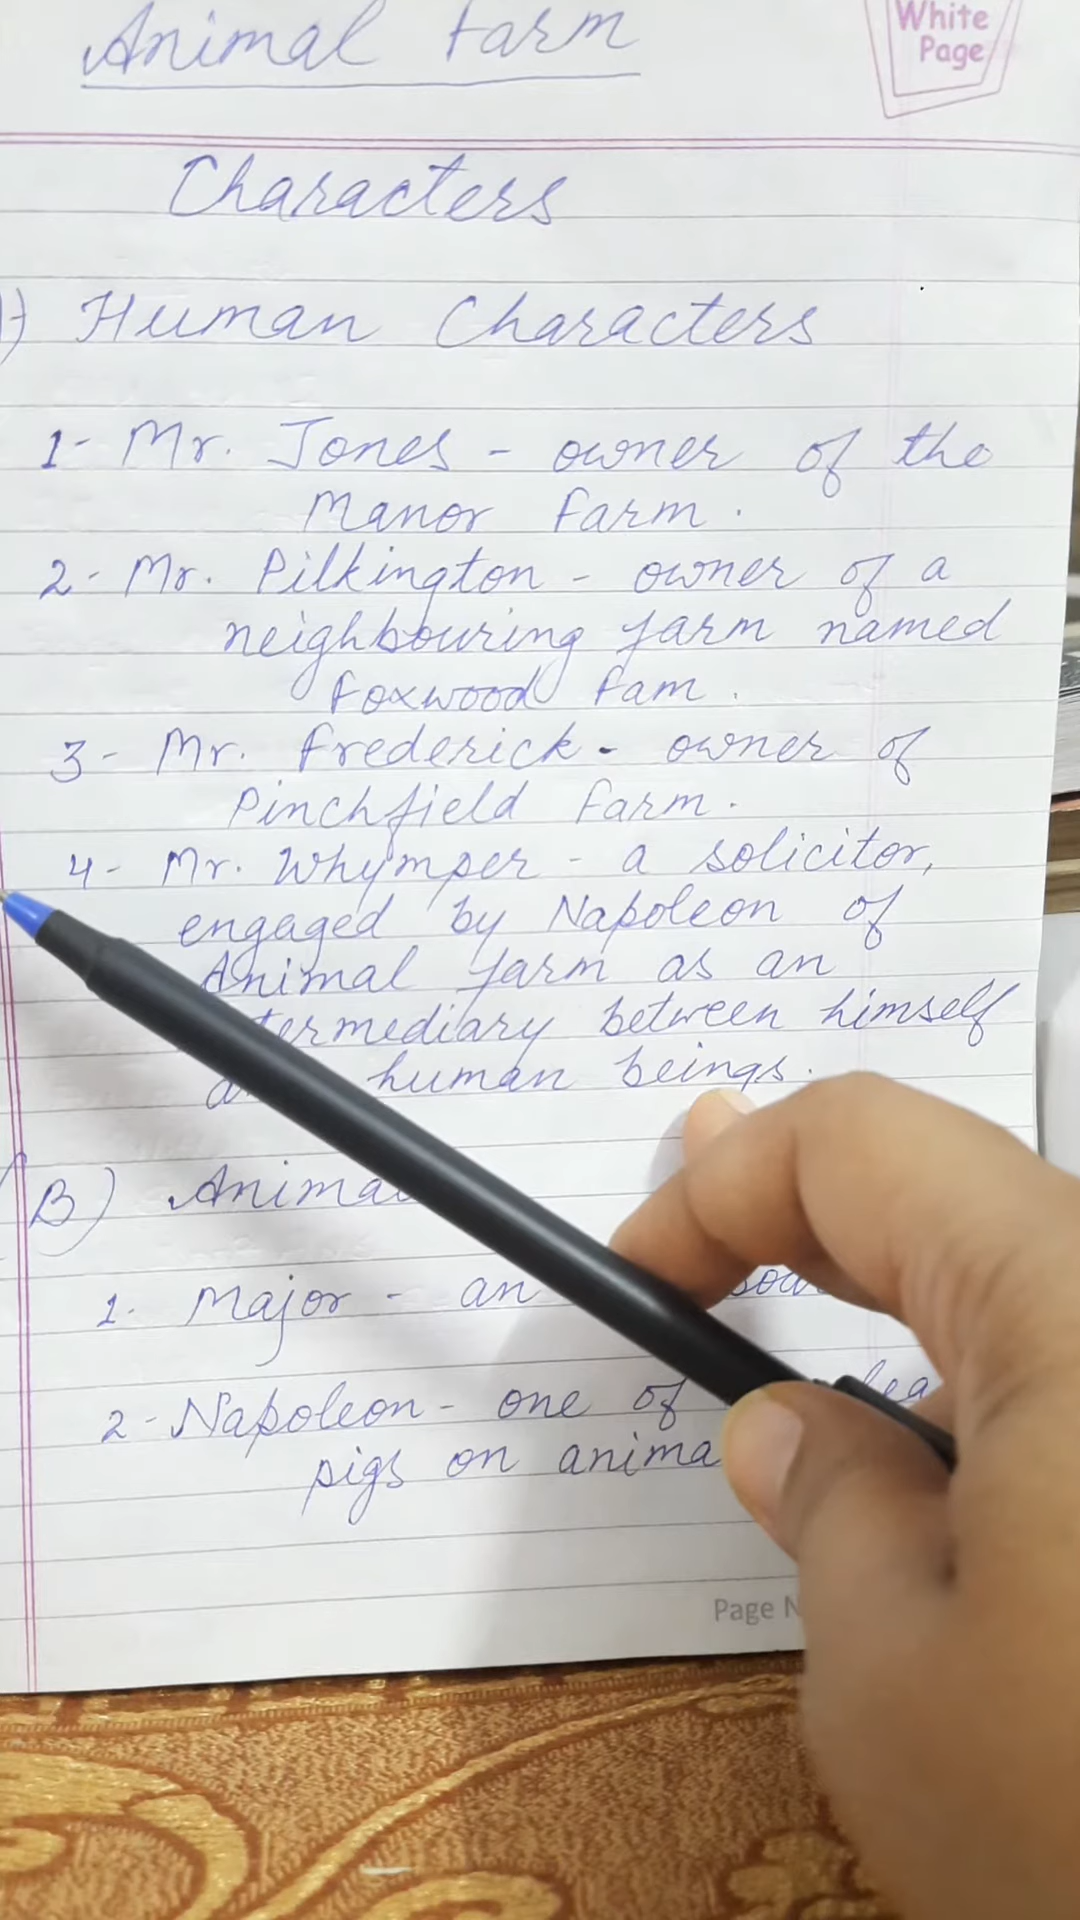 Animal Farm
White
Page
Characters
A) Human Characters
1- Mr. Jones - owner of the
Manor Farm.
2- Mr. Pilkington - owner of a
neighbouring farm named
Foxwood Fam.
3- Mr. Frederick - owner of
Pinchfield Farm.
4- Mr. Whymper - a solicitor,
engaged by Napoleon of
Animal farm as an
between himself
human beings.
(B)
1. Major - an
2- Napoleon - one of
pigs on
Page